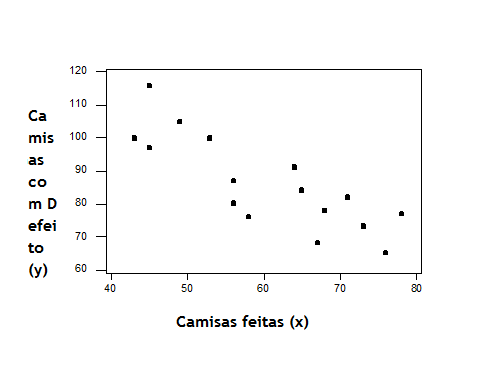 120
110
100
90
80
70
60
Ca
mis
as
co
m D
efei
to
(y)
40 50 60 70 80
Camisas feitas (x)